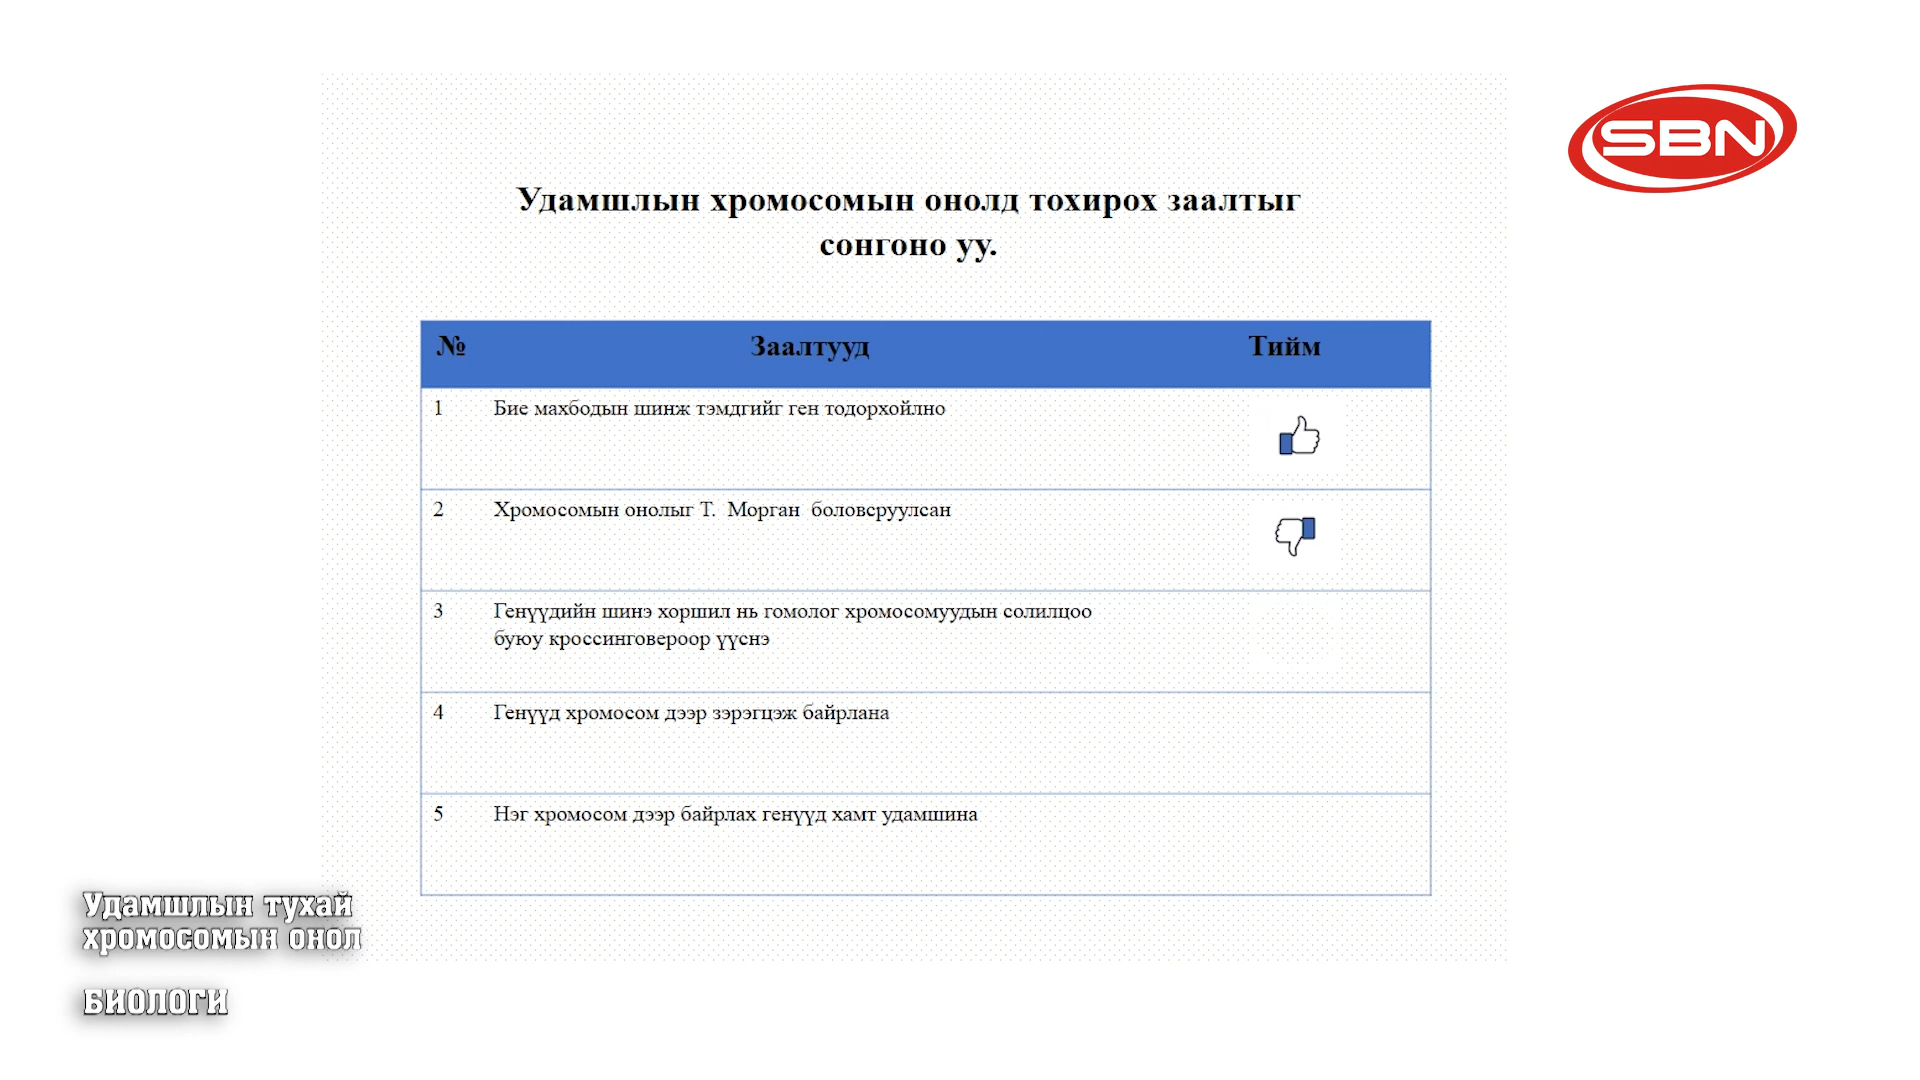 SBN
Удамшлын хромосомын онолд тохирох заалтыг
сонгоно уу.
№ Заалтууд Тийм
1 Бие махбодын шинж тэмдгийг ген тодорхойлно
2 Хромосомын онолыг Т. Морган боловсруулсан
3 Генүүдийн шинэ хоршил нь гомолог хромосомуудын солилцоо
буюу кроссинговероор үүснэ
4 Генүүд хромосом дээр зэрэгцэж байрлана
5 Нэг хромосом дээр байрлах генүүд хамт удамшина
Удамшлын тухай
хромосомын онол
БИОЛОГИ